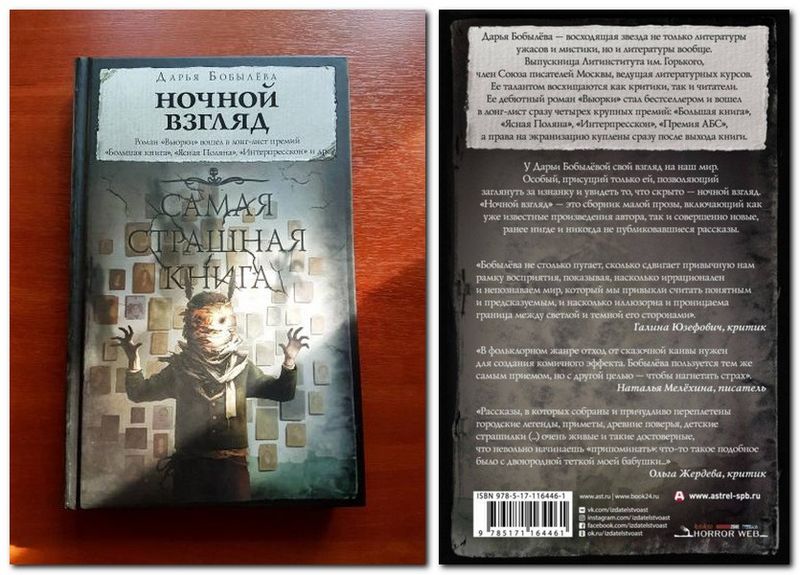 Дарья Бобылёва
НОЧНОЙ
ВЗГЛЯД
Роман «Вьюрки» вошел в лонг-лист премий
«Большая книга», «Ясная Поляна», «Интерпресскон» и др.
САМАЯ
СТРАШНАЯ
КНИГА
Дарья Бобылёва — восходящая звезда не только литературы
ужасов и мистики, но и литературы вообще.
Выпускница Литинститута им. Горького,
член Союза писателей Москвы, ведущая литературных курсов.
Ее талантом восхищаются как критики, так и читатели.
Ее дебютный роман «Вьюрки» стал бестселлером и вошел
в лонг-лист сразу четырех крупных премий: «Большая книга»,
«Ясная Поляна», «Интерпресскон», «Премия АБС»,
а права на экранизацию куплены сразу после выхода книги.
У Дарьи Бобылёвой свой взгляд на наш мир.
Особый, присущий только ей, позволяющий
заглянуть за изнанку и увидеть то, что скрыто — ночной взгляд.
«Ночной взгляд» — это сборник малой прозы, включающий как
уже известные произведения автора, так и совершенно новые,
ранее нигде и никогда не публиковавшиеся рассказы.
«Бобылёва не столько пугает, сколько сдвигает привычную нам
рамку восприятия, показывая, насколько иррационален
и непознаваем мир, который мы привыкли считать понятным
и предсказуемым, и насколько иллюзорна и проницаема
граница между светлой и темной его сторонами».
Галина Юзефович, критик
«В фольклорном жанре отход от сказочной канвы нужен
для создания комичного эффекта. Бобылёва пользуется тем же
самым приемом, но с другой целью — чтобы нагнетать страх».
Наталья Мелёхина, писатель
«Рассказы, в которых собраны и причудливо переплетены
городские легенды, приметы, древние поверья, детские
страшилки (...) очень живые и такие достоверные,
что невольно начинаешь «припоминать»: что-то такое подобное
было с двоюродной теткой моей бабушки...»
Ольга Жердева, критик
ISBN 978-5-17-116446-1
9 785171 164461
www.ast.ru | www.book24.ru
vk.com/izdatelstvoast
instagram.com/izdatelstvoast
facebook.com/izdatelstvoast
ok.ru/izdatelstvoast
www.astrel-spb.ru
HORROR WEB